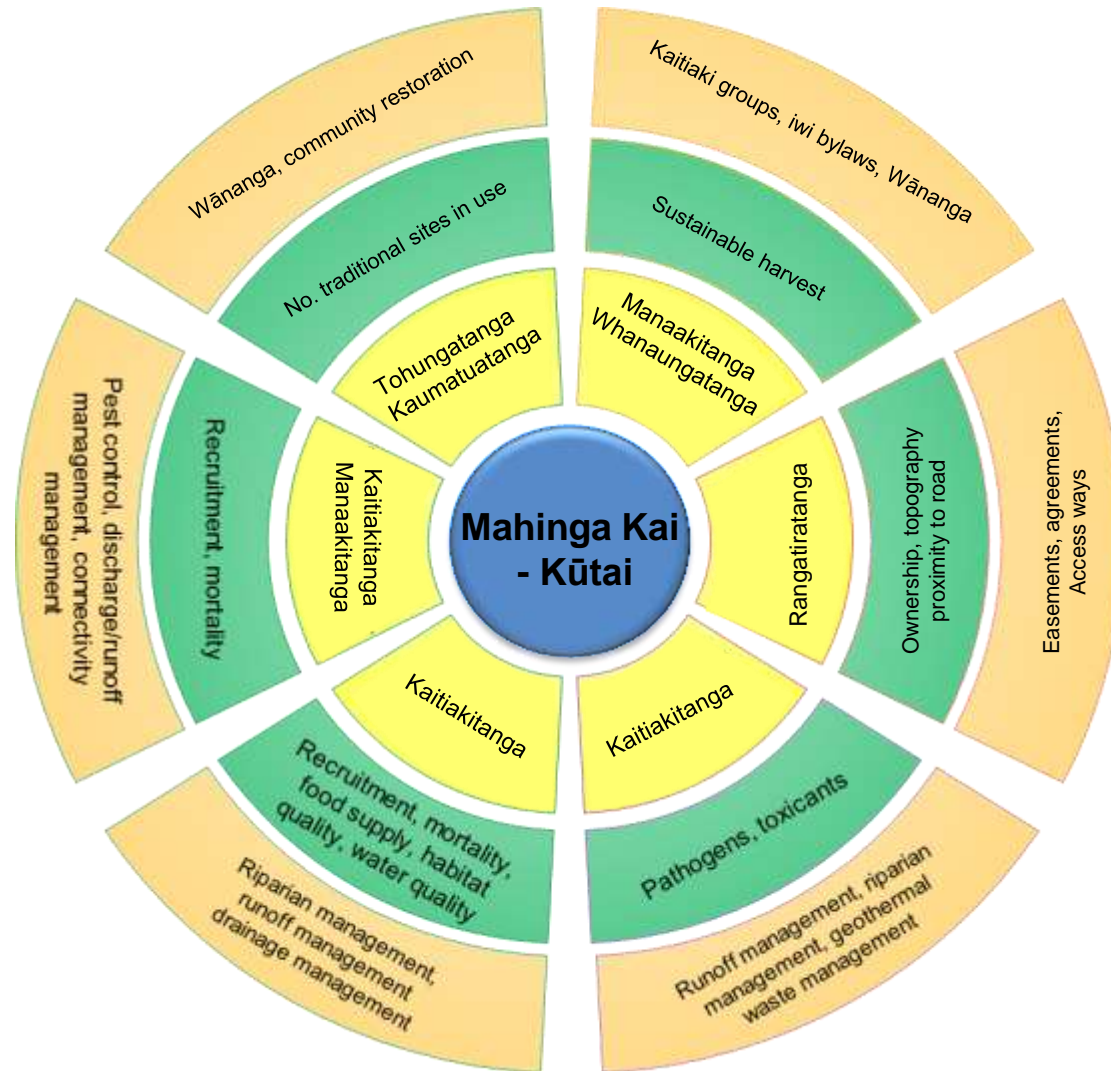 Mahinga Kai
- Kūtai
Manaakitanga
Whanaungatanga
Sustainable harvest
Kaitiaki groups, iwi bylaws, Wānanga
Rangatiratanga
Ownership, topography
proximity to road
Easements, agreements,
Access ways
Kaitiakitanga
Pathogens, toxicants
Runoff management, riparian
management, geothermal
waste management
Kaitiakitanga
Recruitment, mortality,
food supply, habitat
quality, water quality
Riparian management,
runoff management
drainage management
Kaitiakitanga
Manaakitanga
Recruitment, mortality
Pest control, discharge/runoff
management, connectivity
management
Tohungatanga
Kaumatuatanga
No. traditional sites in use
Wānanga, community restoration